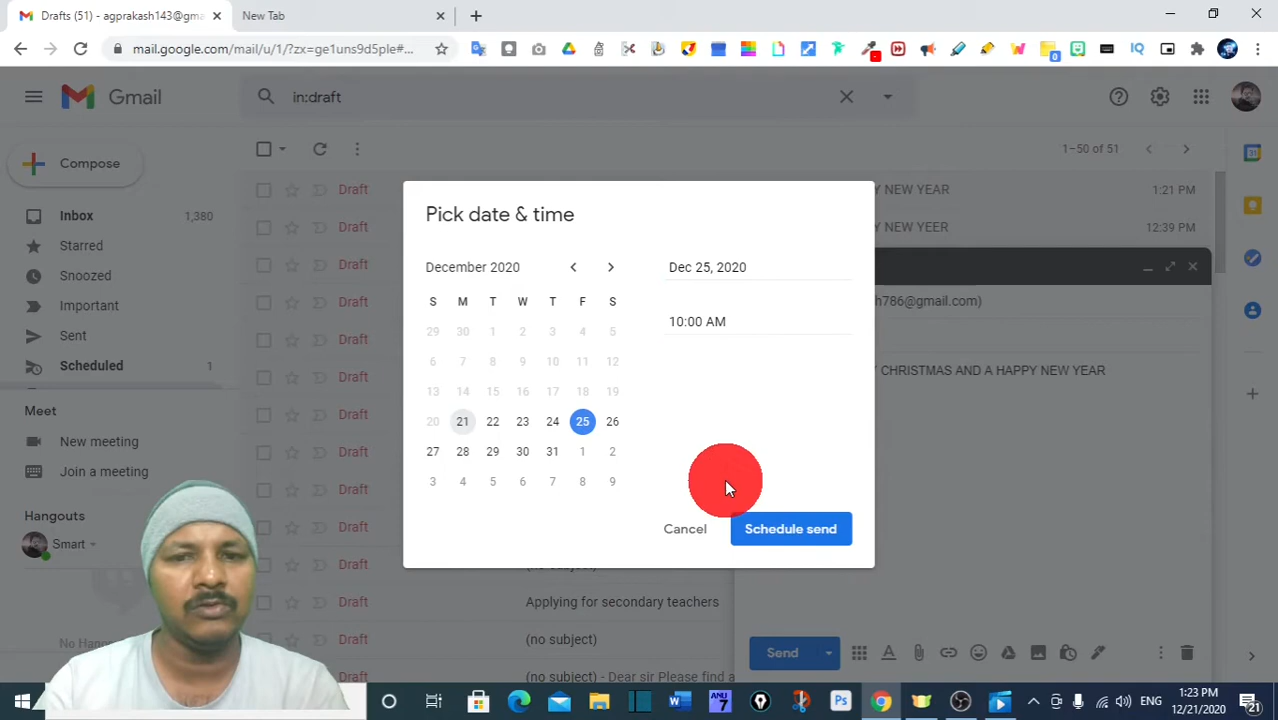 Drafts (51) - agprakash143@gma
New Tab
mail.google.com/mail/u/1/?zx=ge1uns9d5ple#...
Gmail
in:draft
Compose
1–50 of 51
Inbox 1,380
Starred
Snoozed
Important
Sent
Scheduled 1
Meet
New meeting
Join a meeting
Hangouts
Smart
Draft Y NEW YEAR 1:21 PM
Draft Y NEW YEER 12:39 PM
Draft
Draft
Draft
Draft
Draft
Draft
Draft
Draft
Draft
Draft (no subject)
Draft Applying for secondary teachers
Draft (no subject)
Draft (no subject) - Dear sir Please find a
h786@gmail.com)
CHRISTMAS AND A HAPPY NEW YEAR
Send
Pick date & time
December 2020
S M T W T F S
29 30 1 2 3 4 5
6 7 8 9 10 11 12
13 14 15 16 17 18 19
20 21 22 23 24 25 26
27 28 29 30 31 1 2
3 4 5 6 7 8 9
Dec 25, 2020
10:00 AM
Cancel
Schedule send
ENG
1:23 PM
12/21/2020
21